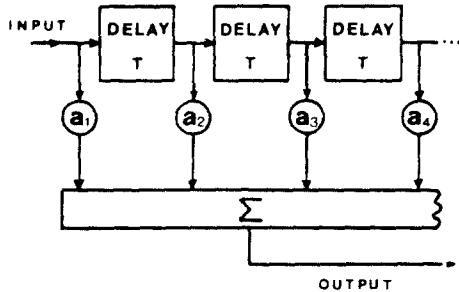 INPUT
DELAY T
DELAY T
DELAY T
...
a₁
a₂
a₃
a₄
Σ
OUTPUT